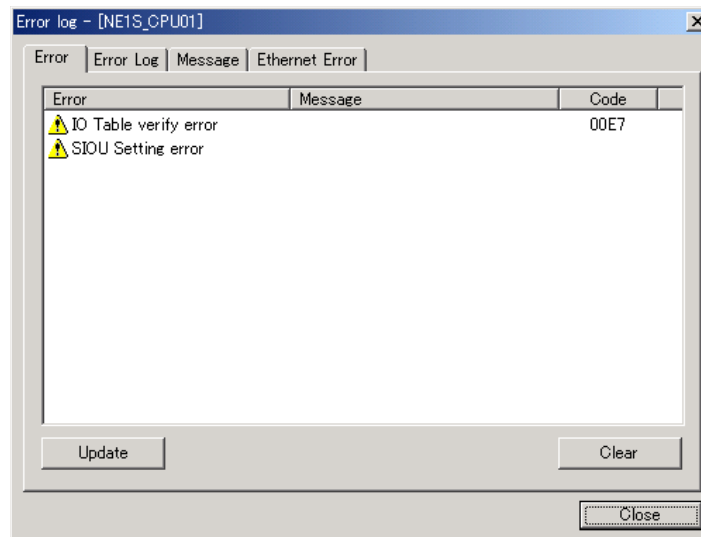 Error log - [NE1S_CPU01]
Error Error Log Message Ethernet Error
Error Message Code
IO Table verify error 00E7
SIOU Setting error
Update Clear
Close